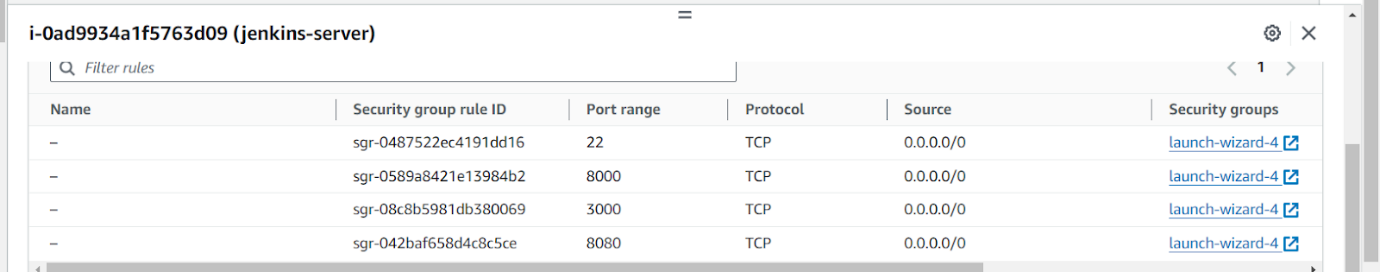 i-0ad9934a1f5763d09 (jenkins-server)
Filter rules
1
Name Security group rule ID Port range Protocol Source Security groups
– sgr-0487522ec4191dd16 22 TCP 0.0.0.0/0 launch-wizard-4
– sgr-0589a8421e13984b2 8000 TCP 0.0.0.0/0 launch-wizard-4
– sgr-08c8b5981db380069 3000 TCP 0.0.0.0/0 launch-wizard-4
– sgr-042baf658d4c8c5ce 8080 TCP 0.0.0.0/0 launch-wizard-4